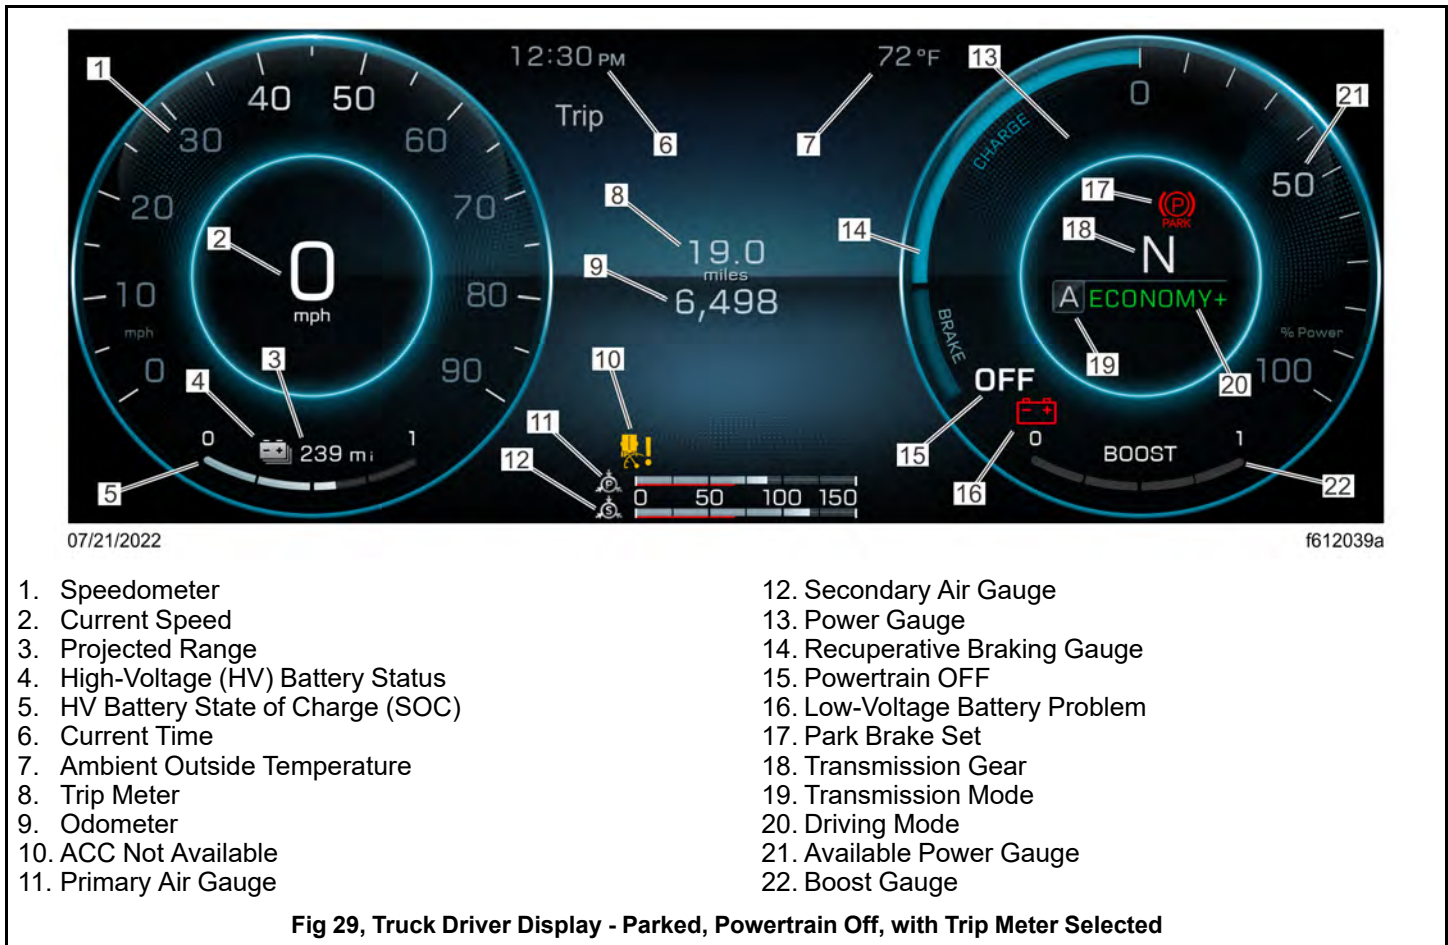 12:30 PM
72°F
Trip
19.0
miles
6,498
0
10
20
30
40
50
60
70
80
90
mph
0
mph
239 mi
0
1
0
50
100
150
P
S
!
CHARGE
BRAKE
0
50
100
% Power
(P)
PARK
N
A ECONOMY+
OFF
- +
0
1
BOOST
1
2
3
4
5
6
7
8
9
10
11
12
13
14
15
16
17
18
19
20
21
22
07/21/2022
f612039a
1. Speedometer
2. Current Speed
3. Projected Range
4. High-Voltage (HV) Battery Status
5. HV Battery State of Charge (SOC)
6. Current Time
7. Ambient Outside Temperature
8. Trip Meter
9. Odometer
10. ACC Not Available
11. Primary Air Gauge
12. Secondary Air Gauge
13. Power Gauge
14. Recuperative Braking Gauge
15. Powertrain OFF
16. Low-Voltage Battery Problem
17. Park Brake Set
18. Transmission Gear
19. Transmission Mode
20. Driving Mode
21. Available Power Gauge
22. Boost Gauge
Fig 29, Truck Driver Display - Parked, Powertrain Off, with Trip Meter Selected